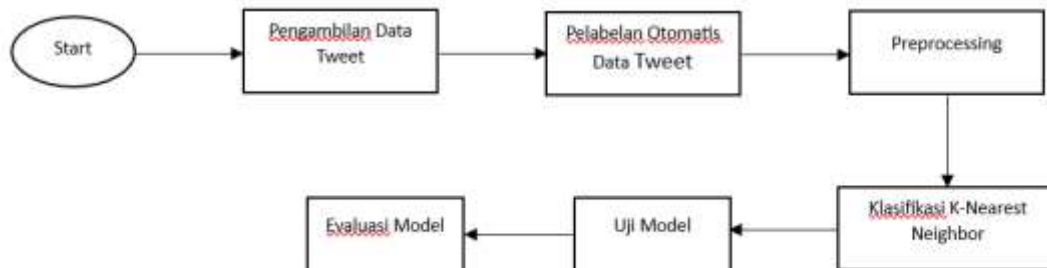 Start
Pengambilan Data
Tweet
Pelabelan Otomatis
Data Tweet
Preprocessing
Klasifikasi K-Nearest
Neighbor
Uji Model
Evaluasi Model